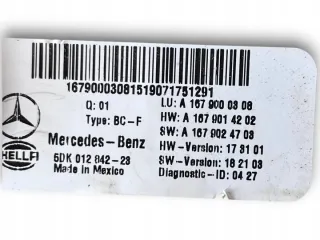 16790003081519071751291
Q: 01
Type: BC-F
Mercedes-Benz
5DK 012 842-23
Made in Mexico
HELLA
LU: A 167 900 03 08
HW: A 167 901 42 02
SW: A 167 902 47 03
HW-Version: 17 31 01
SW-Version: 18 21 03
Diagnostic-ID: 04 27